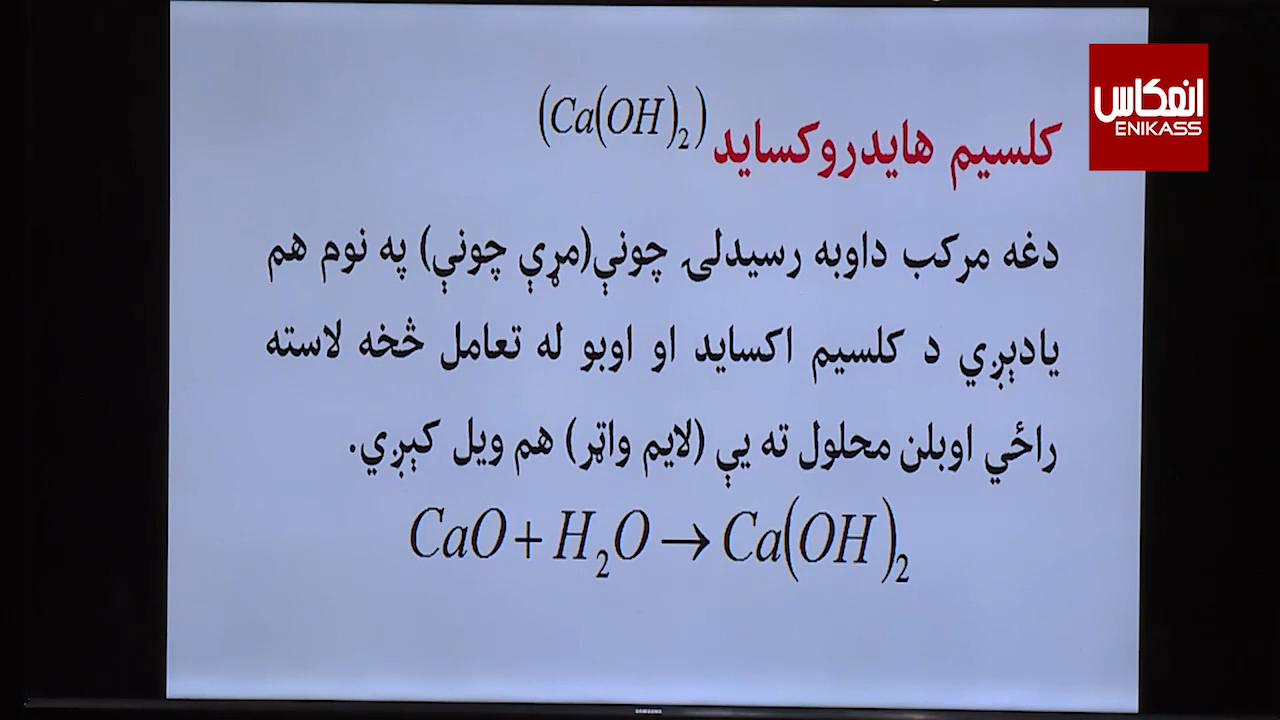 انعکاس
ENIKASS
کلسیم هایدروکساید (Ca(OH)₂)
دغه مرکب داوبه رسیدلۍ چونې(مړې چونې) په نوم هم
یادېږي د کلسیم اکساید او اوبو له تعامل څخه لاسته
راځي اوبلن محلول ته یې (لایم واټر) هم ویل کېږي.
CaO + H₂O → Ca(OH)₂
SAMSUNG